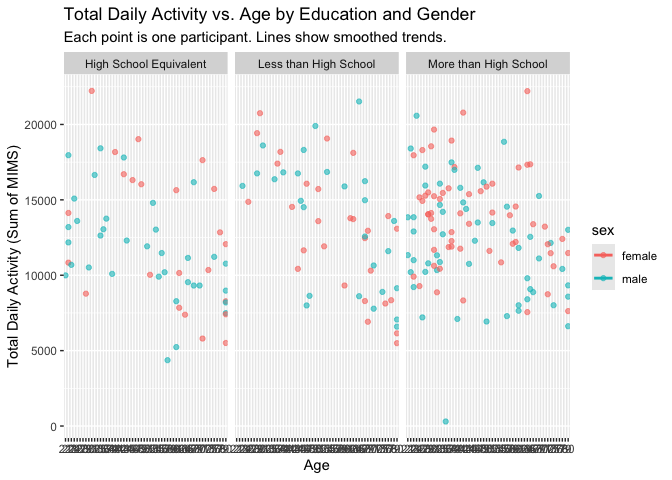 Total Daily Activity vs. Age by Education and Gender
Each point is one participant. Lines show smoothed trends.
High School Equivalent Less than High School More than High School
Total Daily Activity (Sum of MIMS)
20000
15000
10000
5000
0
Age
sex
female
male